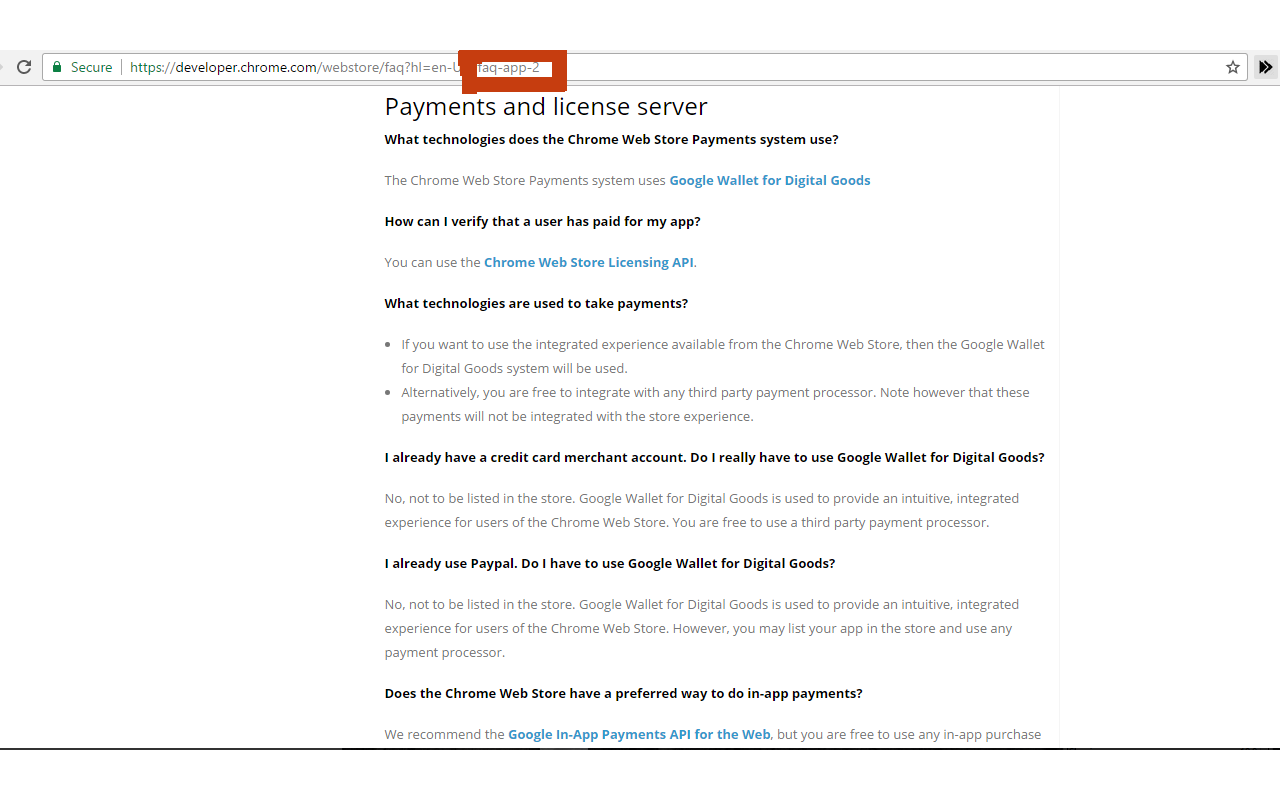 Secure
https://developer.chrome.com/webstore/faq?hl=en-U faq-app-2
Payments and license server
What technologies does the Chrome Web Store Payments system use?
The Chrome Web Store Payments system uses Google Wallet for Digital Goods
How can I verify that a user has paid for my app?
You can use the Chrome Web Store Licensing API.
What technologies are used to take payments?
If you want to use the integrated experience available from the Chrome Web Store, then the Google Wallet
for Digital Goods system will be used.
Alternatively, you are free to integrate with any third party payment processor. Note however that these
payments will not be integrated with the store experience.
I already have a credit card merchant account. Do I really have to use Google Wallet for Digital Goods?
No, not to be listed in the store. Google Wallet for Digital Goods is used to provide an intuitive, integrated
experience for users of the Chrome Web Store. You are free to use a third party payment processor.
I already use Paypal. Do I have to use Google Wallet for Digital Goods?
No, not to be listed in the store. Google Wallet for Digital Goods is used to provide an intuitive, integrated
experience for users of the Chrome Web Store. However, you may list your app in the store and use any
payment processor.
Does the Chrome Web Store have a preferred way to do in-app payments?
We recommend the Google In-App Payments API for the Web, but you are free to use any in-app purchase